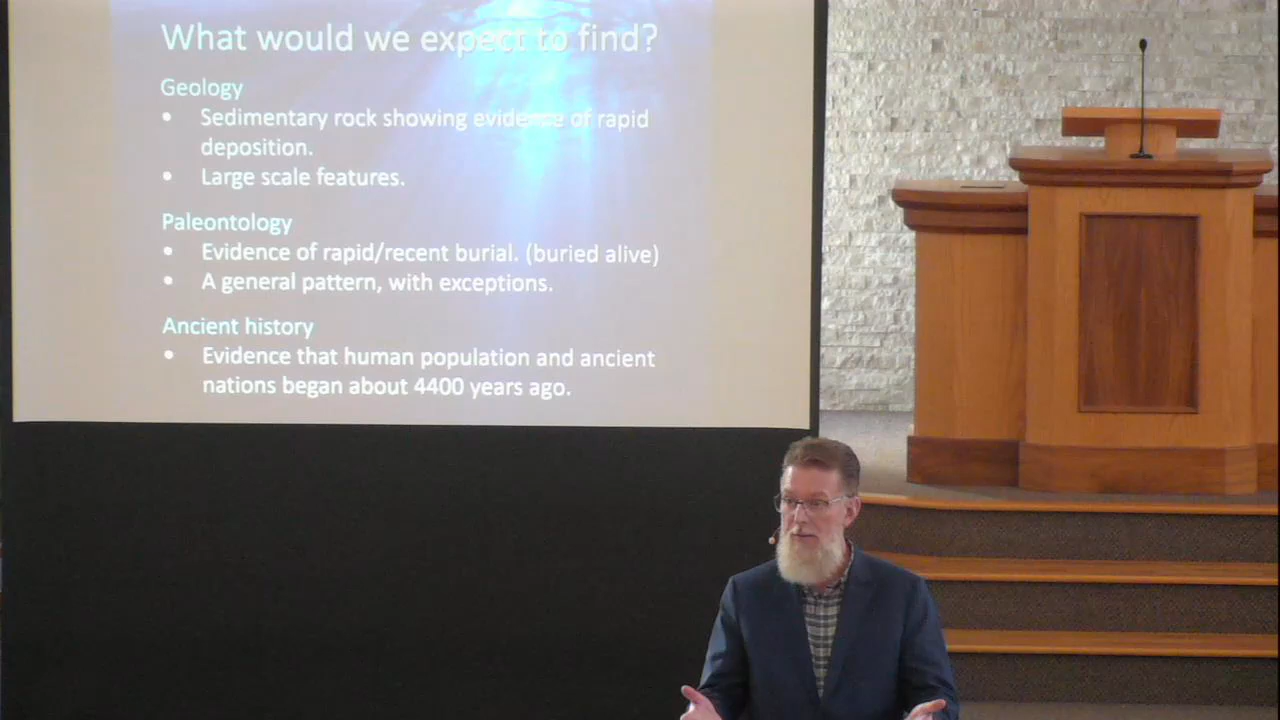 What would we expect to find?
Geology
• Sedimentary rock showing evidence of rapid
deposition.
• Large scale features.
Paleontology
• Evidence of rapid/recent burial. (buried alive)
• A general pattern, with exceptions.
Ancient history
• Evidence that human population and ancient
nations began about 4400 years ago.